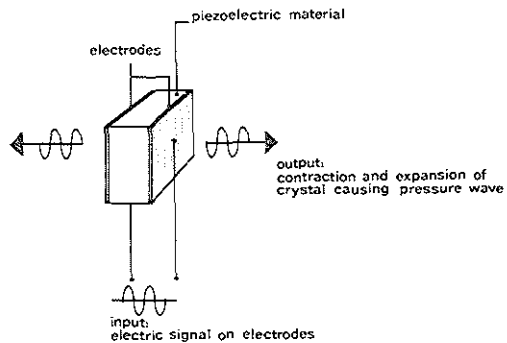 piezoelectric material
electrodes
output:
contraction and expansion of
crystal causing pressure wave
input:
electric signal on electrodes